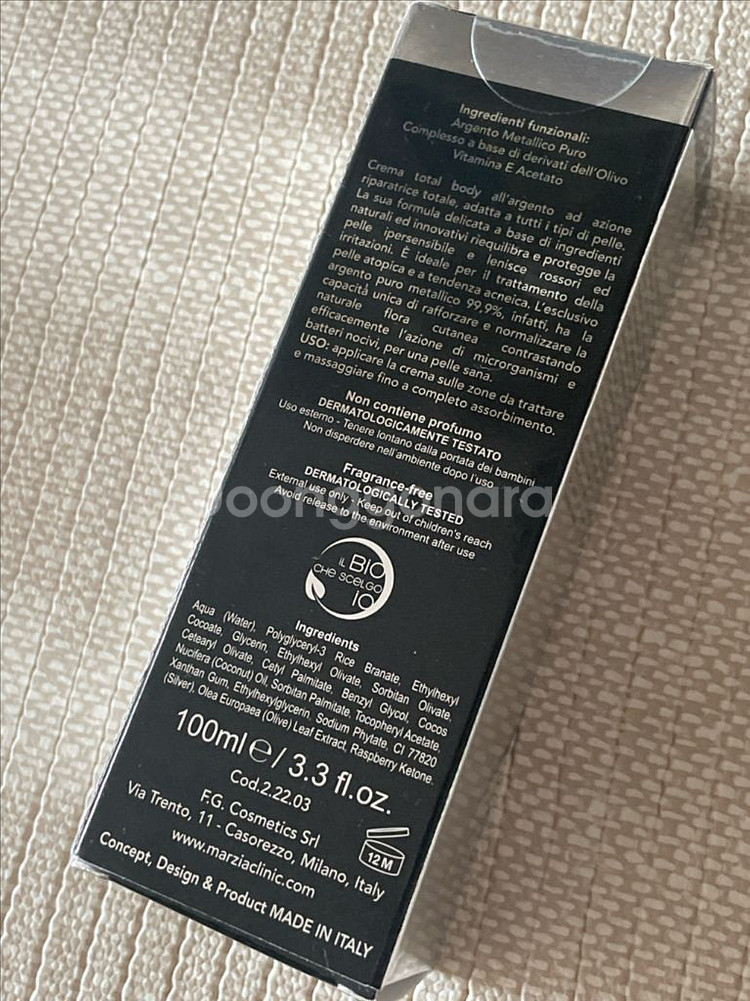 Ingredienti funzionali:
Argento Metallico Puro
Complesso a base di derivati dell'Olivo
Vitamina E Acetato
Crema total body all'argento ad azione
riparatrice totale, adatta a tutti i tipi di pelle.
La sua formula delicata a base di ingredienti
naturali ed innovativi riequilibra e protegge la
pelle ipersensibile e lenisce rossori ed
irritazioni. È ideale per il trattamento della
pelle atopica e a tendenza acneica. L'esclusivo
argento puro metallico 99,9%, infatti, ha la
capacità unica di rafforzare e normalizzare la
naturale flora cutanea contrastando
efficacemente l'azione di microrganismi e
batteri nocivi, per una pelle sana.
USO: applicare la crema sulle zone da trattare
e massaggiare fino a completo assorbimento.
Non contiene profumo
DERMATOLOGICAMENTE TESTATO
Uso esterno - Tenere lontano dalla portata dei bambini
Non disperdere nell'ambiente dopo l'uso
Fragrance-free
DERMATOLOGICALLY TESTED
External use only - Keep out of children's reach
Avoid release to the environment after use
joonggonara
IL BIO
CHE SCELGO
IO
Ingredients
Aqua (Water), Polyglyceryl-3 Rice Branate, Ethylhexyl
Cocoate, Glycerin, Ethylhexyl Olivate, Sorbitan Olivate,
Cetearyl Olivate, Cetyl Palmitate, Benzyl Glycol, Cocos
Nucifera (Coconut) Oil, Sorbitan Palmitate, Tocopheryl Acetate,
Xanthan Gum, Ethylhexylglycerin, Sodium Phytate, CI 77820
(Silver), Olea Europaea (Olive) Leaf Extract, Raspberry Ketone.
100ml ℮ / 3.3 fl.oz.
Cod.2.22.03
F.G. Cosmetics Srl
Via Trento, 11 - Casorezzo, Milano, Italy
www.marziaclinic.com
12 M
Concept, Design & Product MADE IN ITALY